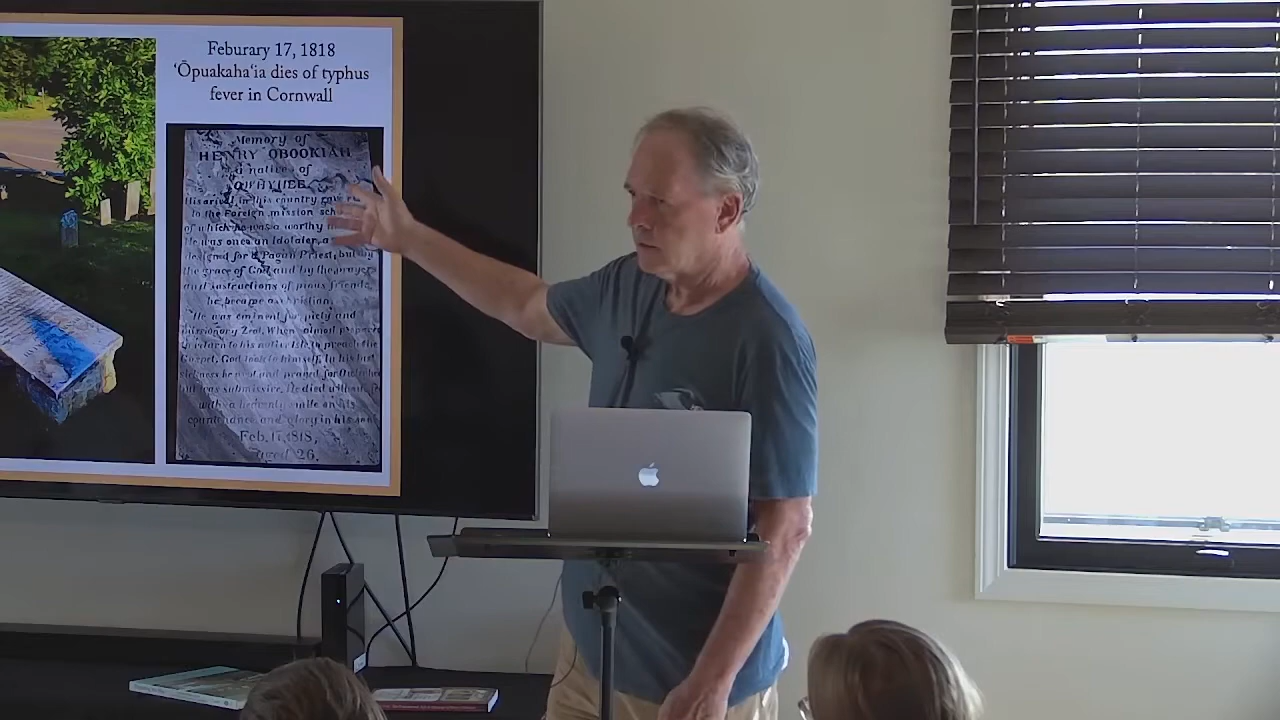 Feburary 17, 1818
ʻŌpuakahaʻia dies of typhus
fever in Cornwall
Memory of
HENRY OBOOKIAH
a native of
OWHYHEE.
His arival in this country gave
to the Foreign mission
of which he was a worthy
He was once an Idolater,
designed for a Pagan Priest, but by
the grace of God and by the prayers
and instructions of pious friends
he became a christian.
He was eminent piety and
missionary Zeal. When almost prepared
to return to his native Isle to preach the
Gospel, God took to himself. In his last
sickness he wept and prayed for Owhyhee
but was submissive. He died without
with a heavenly smile on his
countenance and glory in his soul
Feb. 17, 1818,
aged 26.